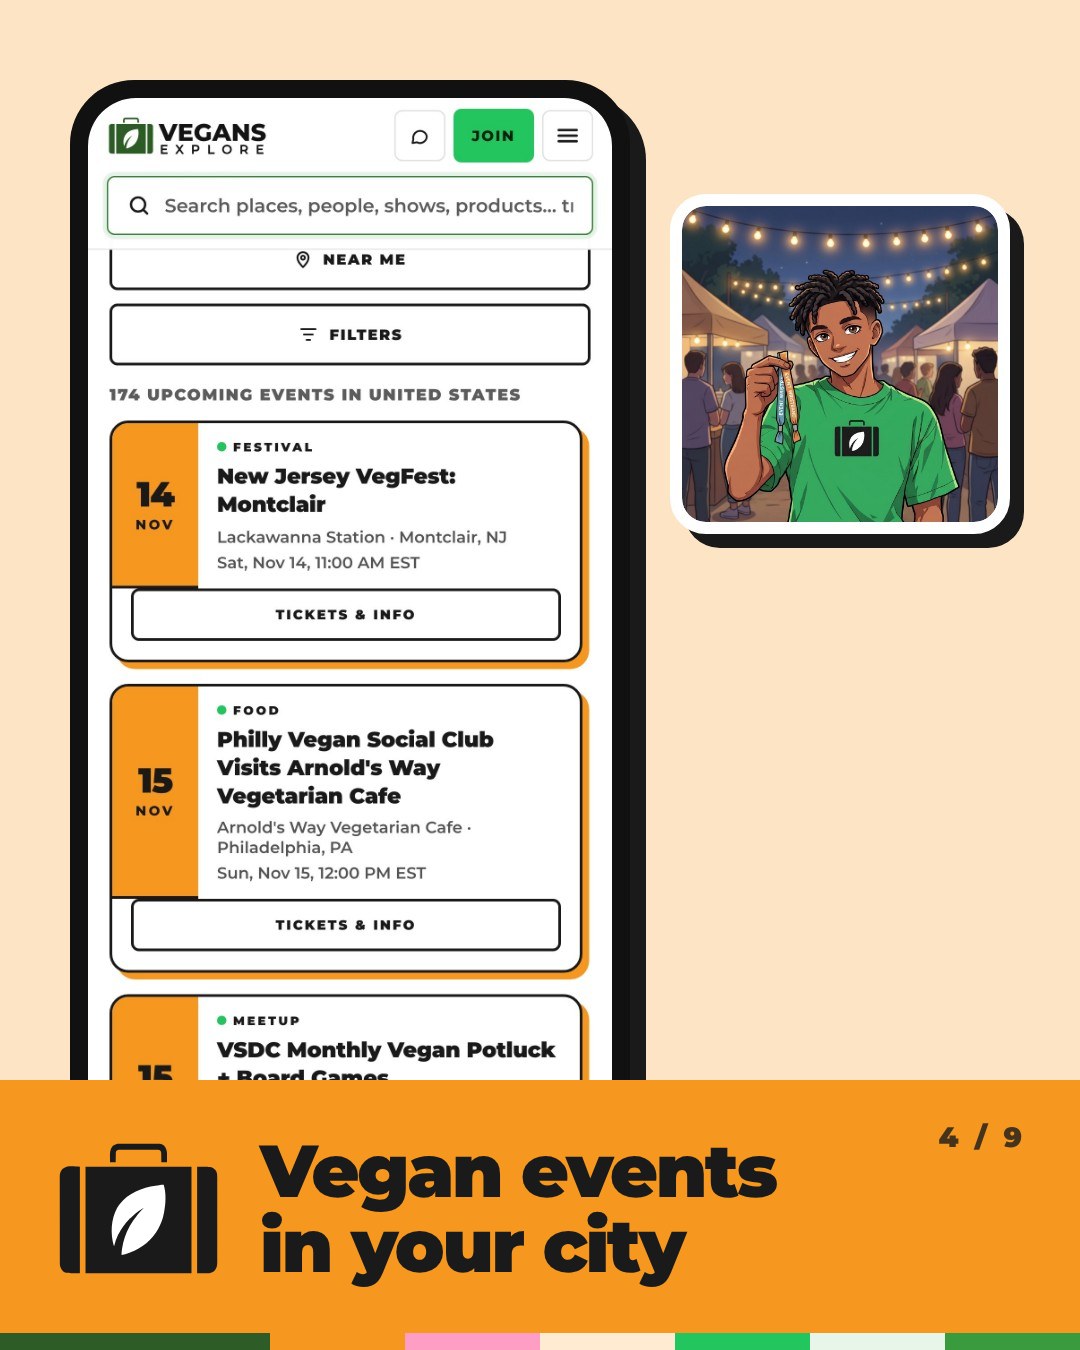 VEGANS
EXPLORE
JOIN
Search places, people, shows, products...
NEAR ME
FILTERS
174 UPCOMING EVENTS IN UNITED STATES
14
NOV
FESTIVAL
New Jersey VegFest:
Montclair
Lackawanna Station · Montclair, NJ
Sat, Nov 14, 11:00 AM EST
TICKETS & INFO
15
NOV
FOOD
Philly Vegan Social Club
Visits Arnold's Way
Vegetarian Cafe
Arnold's Way Vegetarian Cafe ·
Philadelphia, PA
Sun, Nov 15, 12:00 PM EST
TICKETS & INFO
15
MEETUP
VSDC Monthly Vegan Potluck
+ Board Games
4 / 9
Vegan events
in your city